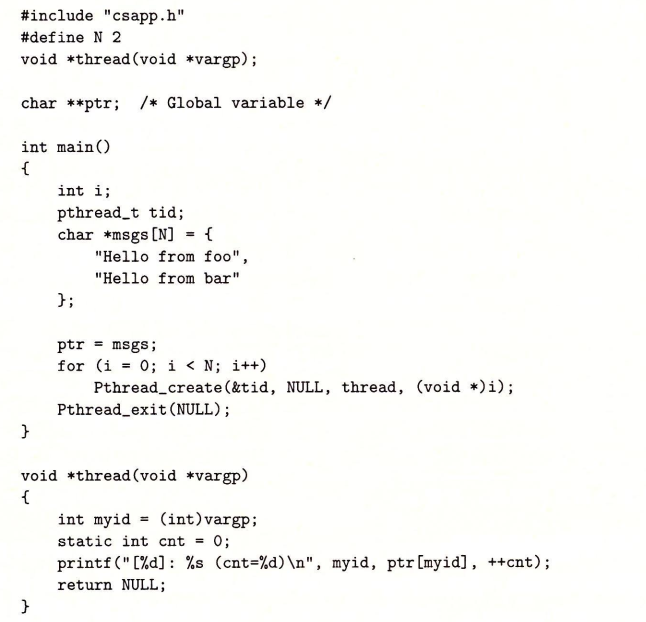 #include "csapp.h"
#define N 2
void *thread(void *vargp);

char **ptr;  /* Global variable */

int main()
{
    int i;
    pthread_t tid;
    char *msgs[N] = {
        "Hello from foo",
        "Hello from bar"
    };

    ptr = msgs;
    for (i = 0; i < N; i++)
        Pthread_create(&tid, NULL, thread, (void *)i);
    Pthread_exit(NULL);
}

void *thread(void *vargp)
{
    int myid = (int)vargp;
    static int cnt = 0;
    printf("[%d]: %s (cnt=%d)\n", myid, ptr[myid], ++cnt);
    return NULL;
}